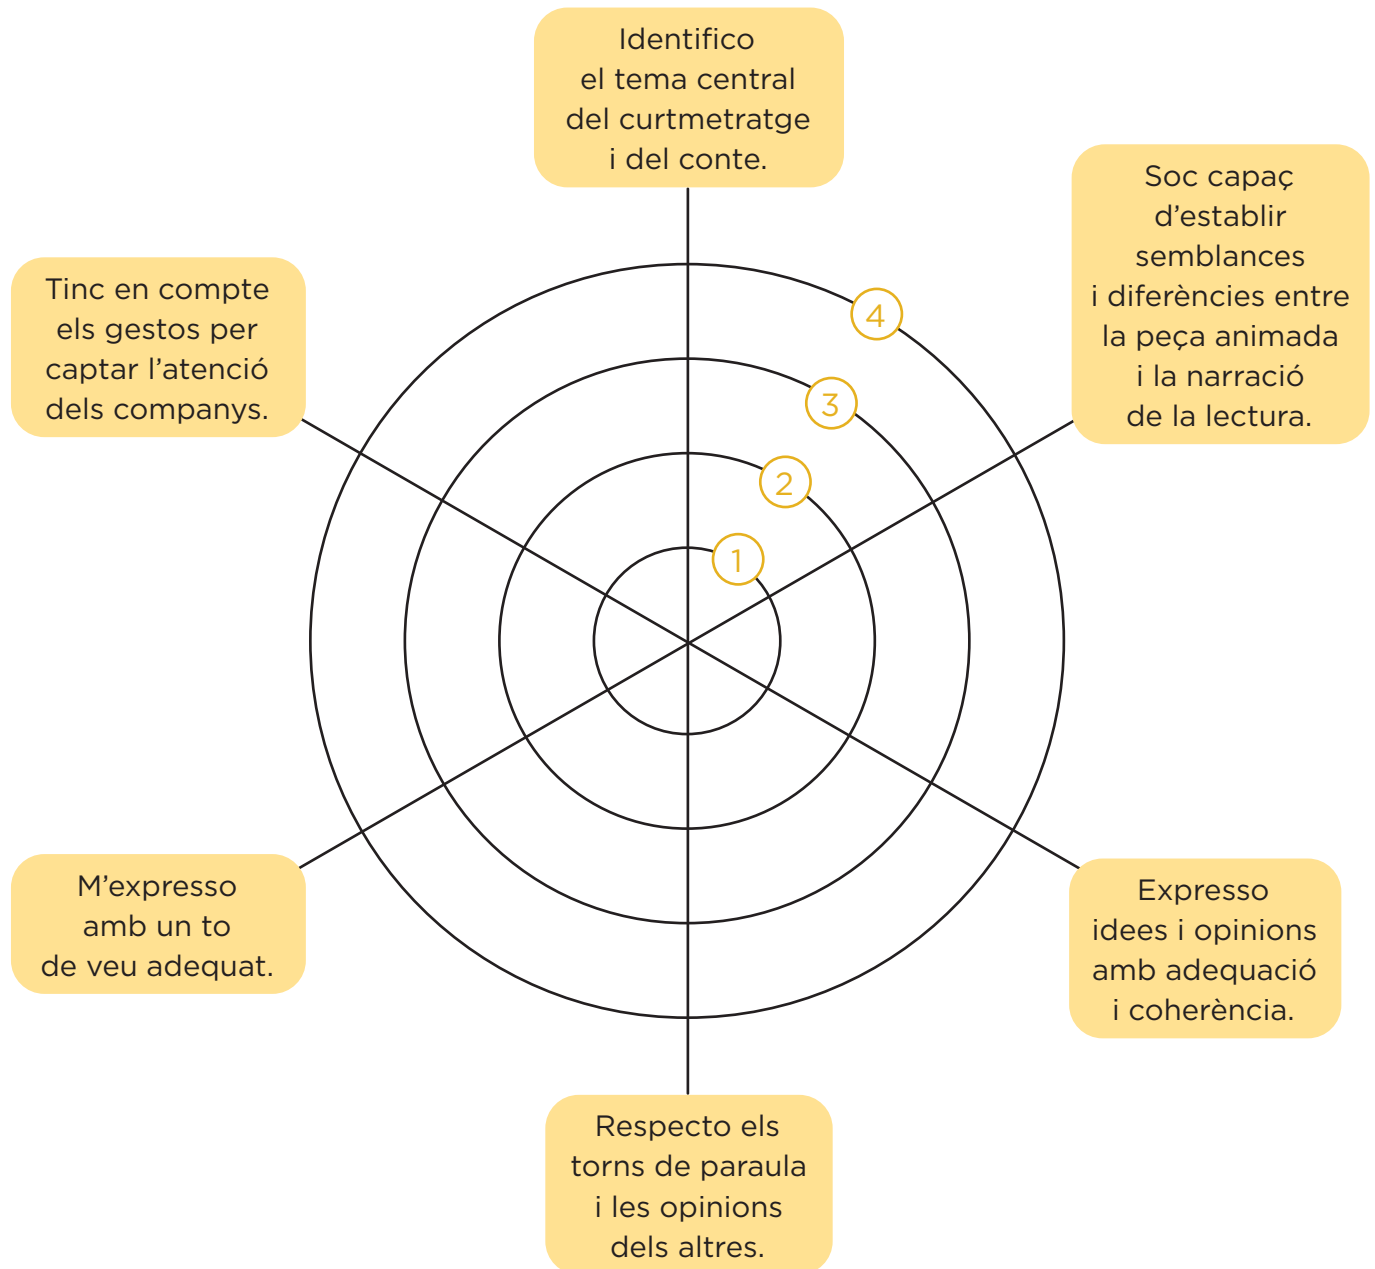 Identifico
el tema central
del curtmetratge
i del conte.
Soc capaç
d’establir
semblances
i diferències entre
la peça animada
i la narració
de la lectura.
Tinc en compte
els gestos per
captar l’atenció
dels companys.
4
3
2
1
M’expresso
amb un to
de veu adequat.
Expresso
idees i opinions
amb adequació
i coherència.
Respecto els
torns de paraula
i les opinions
dels altres.